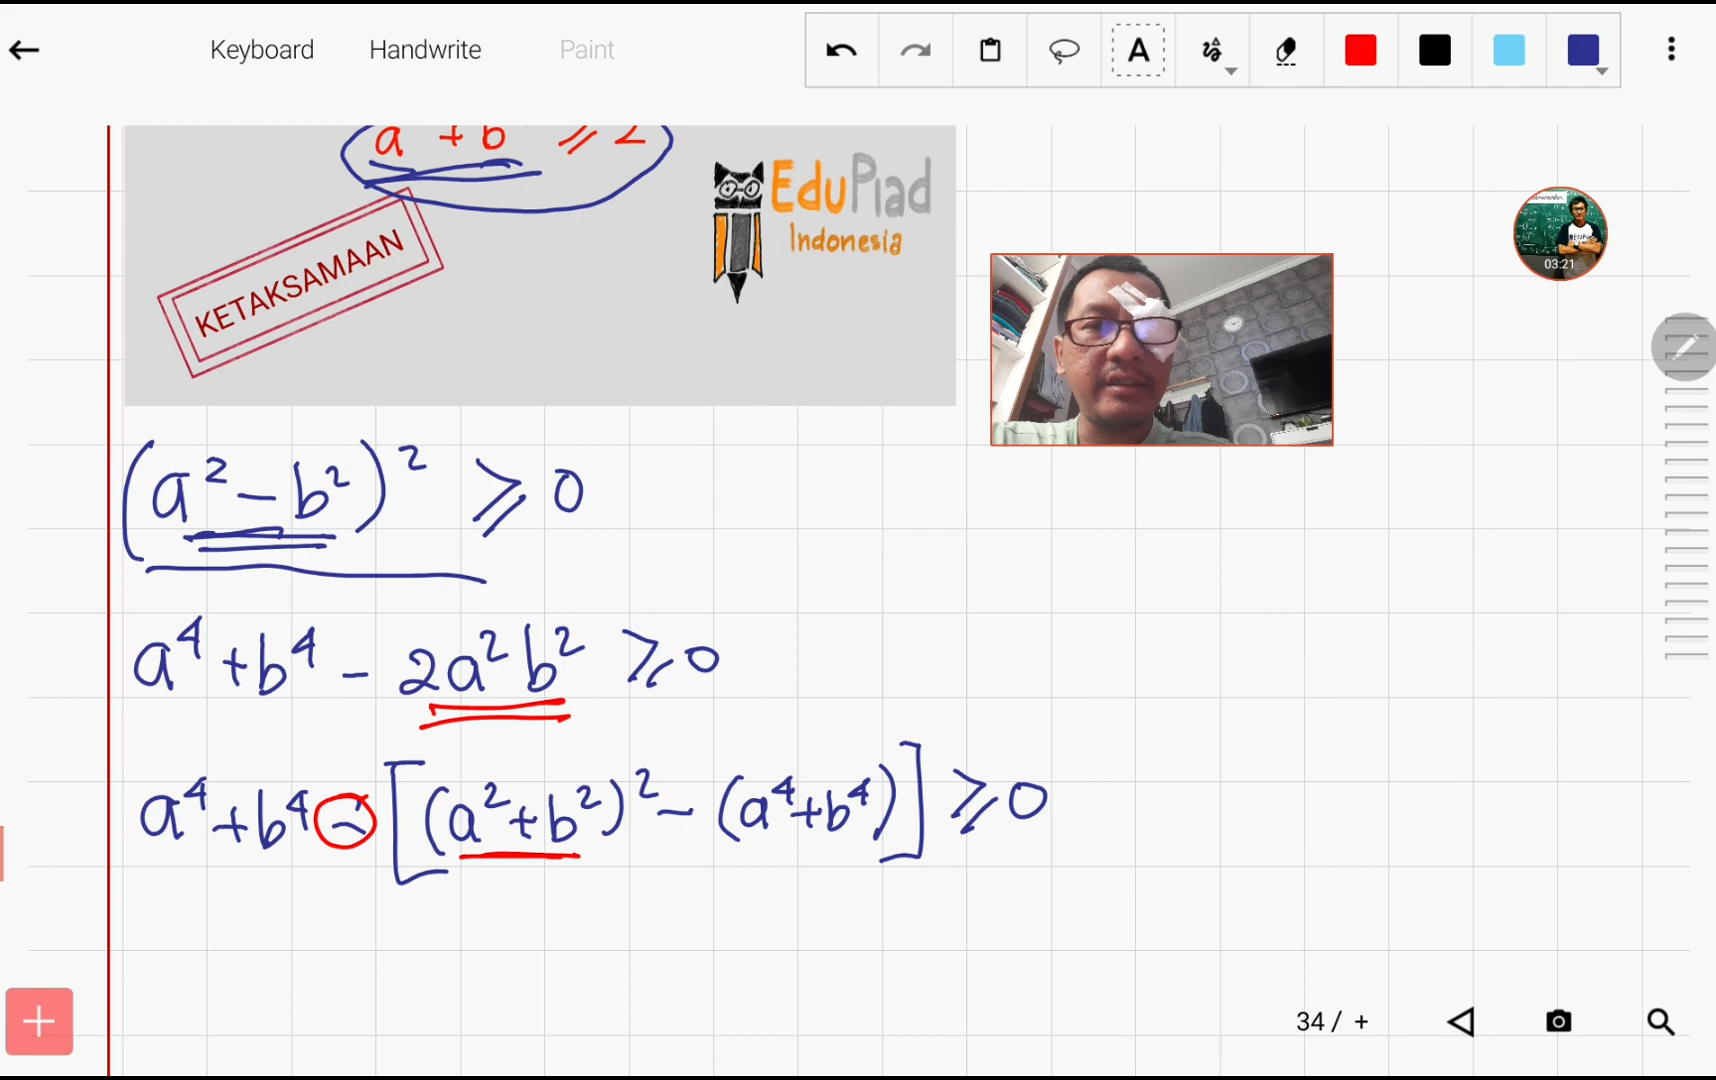 Keyboard Handwrite Paint A
a + b ≥ 2
EduPiad
Indonesia
KETAKSAMAAN
03:21
(a² - b²)² ≥ 0
a⁴ + b⁴ - 2a²b² ≥ 0
a⁴ + b⁴ - [(a² + b²)² - (a⁴ + b⁴)] ≥ 0
34 / +